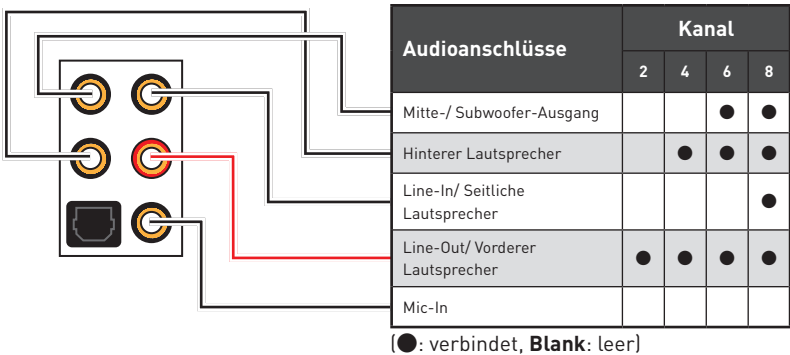 Audioanschlüsse
Kanal
2 4 6 8
Mitte-/ Subwoofer-Ausgang ● ●
Hinterer Lautsprecher ● ● ●
Line-In/ Seitliche
Lautsprecher ●
Line-Out/ Vorderer
Lautsprecher ● ● ● ●
Mic-In
(●: verbindet, Blank: leer)